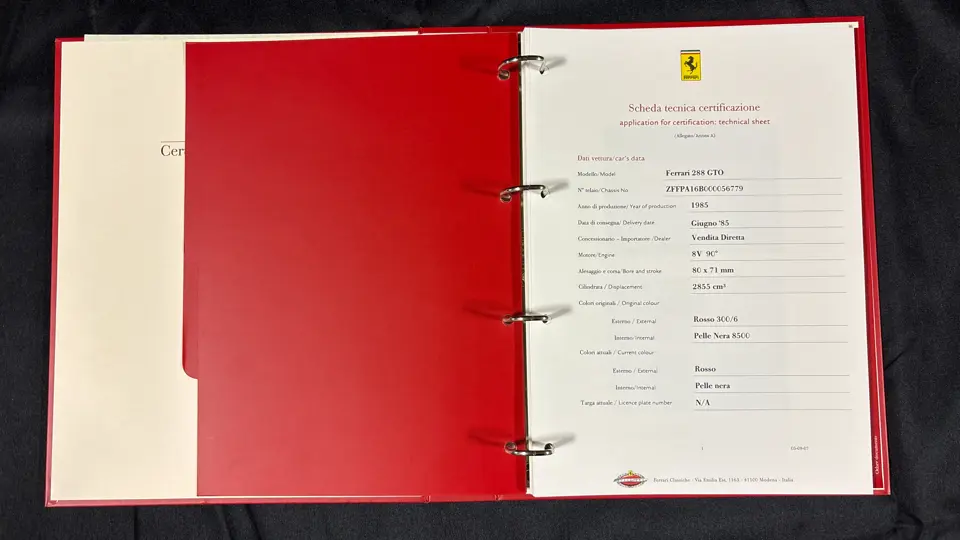 Cer
Scheda tecnica certificazione
application for certification: technical sheet
(Allegato/Annex A)
Dati vettura/car's data
Modello/Model Ferrari 288 GTO
N° telaio/Chassis No ZFFPA16B000056779
Anno di produzione/ Year of production 1985
Data di consegna/ Delivery date Giugno '85
Concessionario – Importatore /Dealer Vendita Diretta
Motore/Engine 8V 90°
Alesaggio e corsa/Bore and stroke 80 x 71 mm
Cilindrata / Displacement 2855 cm³
Colori originali / Original colour
Esterno / External Rosso 300/6
Interno/Internal Pelle Nera 8500
Colori attuali / Current colour
Esterno / External Rosso
Interno/Internal Pelle nera
Targa attuale / Licence plate number N/A
1
Ferrari Classiche - Via Emilia Est, 1163 - 41100 Modena - Italia